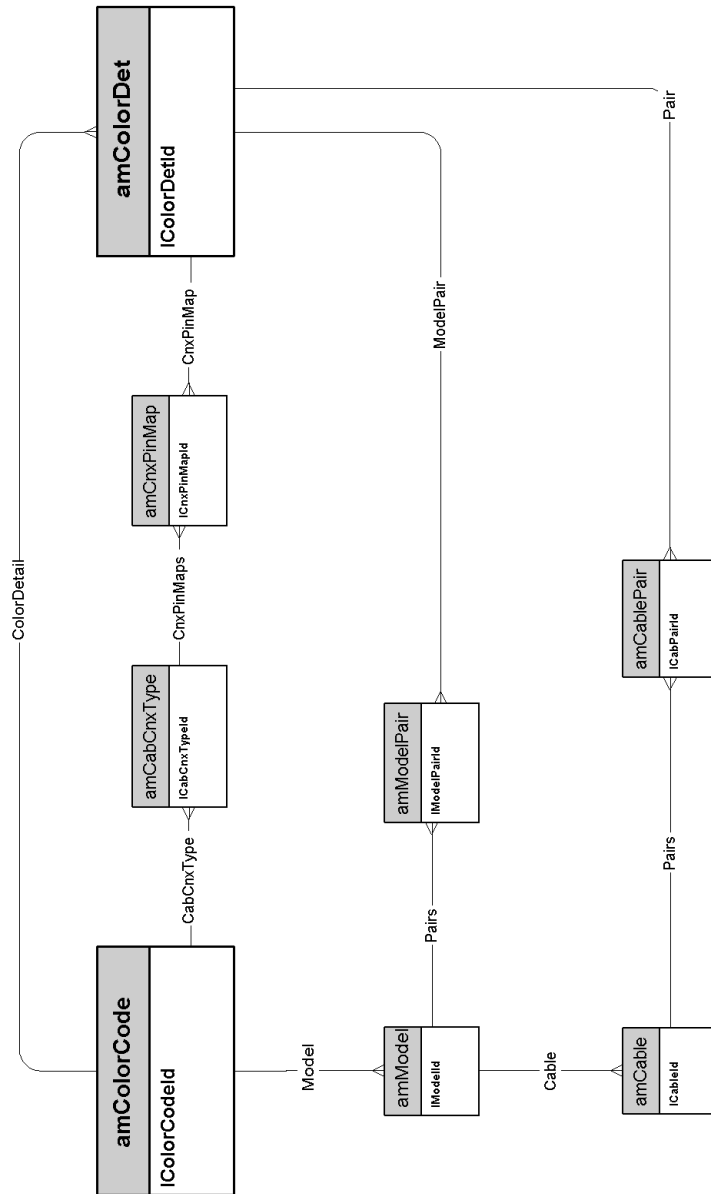 amColorDet
lColorDetId
Pair
ColorDetail
CnxPinMap
ModelPair
amCnxPinMap
lCnxPinMapId
CnxPinMaps
amCablePair
lCabPairId
amCabCnxType
lCabCnxTypeId
amModelPair
lModelPairId
CabCnxType
Pairs
Pairs
amColorCode
lColorCodeId
Model
amModel
lModelId
Cable
amCable
lCableId